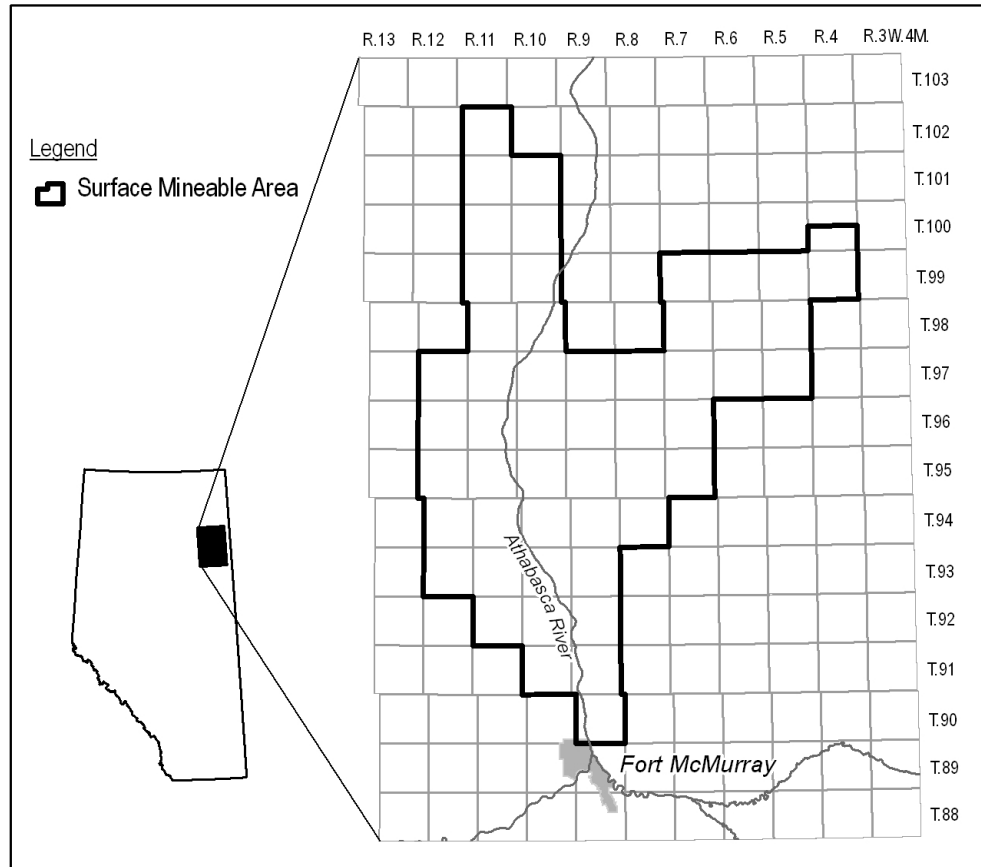 R.13 R.12 R.11 R.10 R.9 R.8 R.7 R.6 R.5 R.4 R.3W.4M.
T.103
T.102
Legend
Surface Mineable Area
T.101
T.100
T.99
T.98
T.97
T.96
T.95
T.94
Athabasca River
T.93
T.92
T.91
T.90
Fort McMurray
T.89
T.88